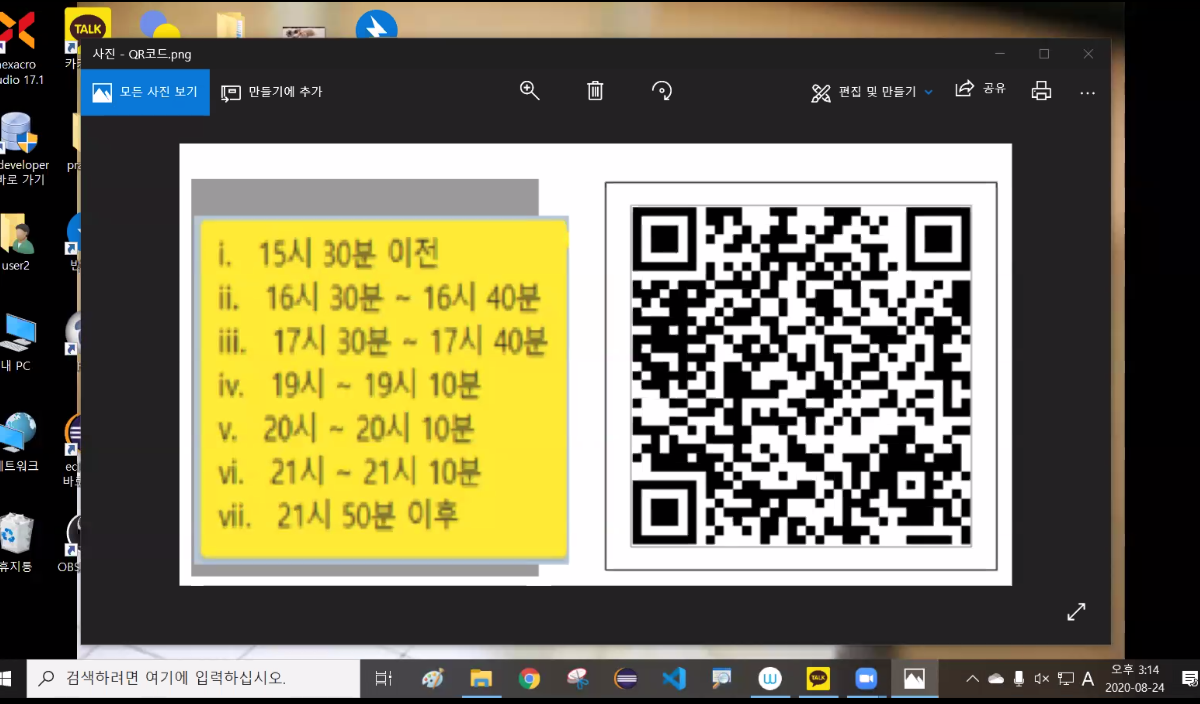 nexacro
udio 17.1
TALK
developer
바로 가기
user2
내 PC
네트워크
휴지통
OBS
사진 - QR코드.png
모든 사진 보기
만들기에 추가
편집 및 만들기
공유
i. 15시 30분 이전
ii. 16시 30분 ~ 16시 40분
iii. 17시 30분 ~ 17시 40분
iv. 19시 ~ 19시 10분
v. 20시 ~ 20시 10분
vi. 21시 ~ 21시 10분
vii. 21시 50분 이후
검색하려면 여기에 입력하십시오.
TALK
A
오후 3:14
2020-08-24